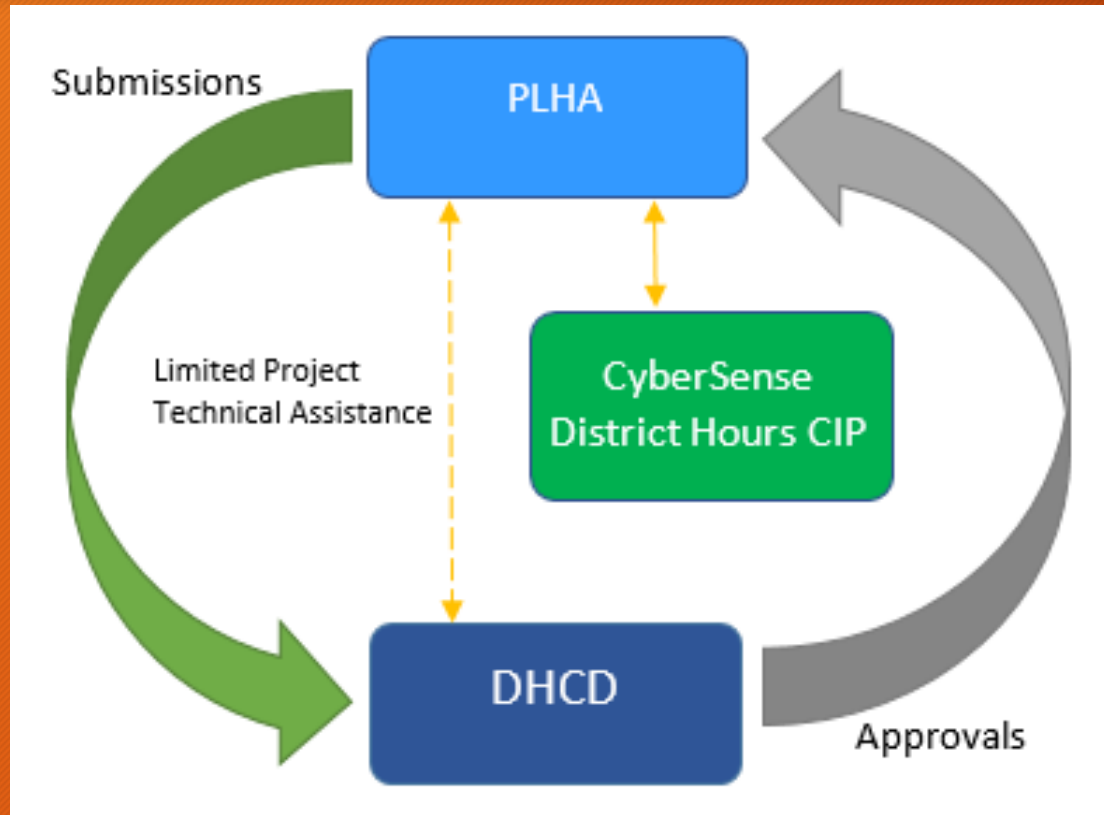 Submissions
PLHA
Limited Project
Technical Assistance
CyberSense
District Hours CIP
DHCD
Approvals